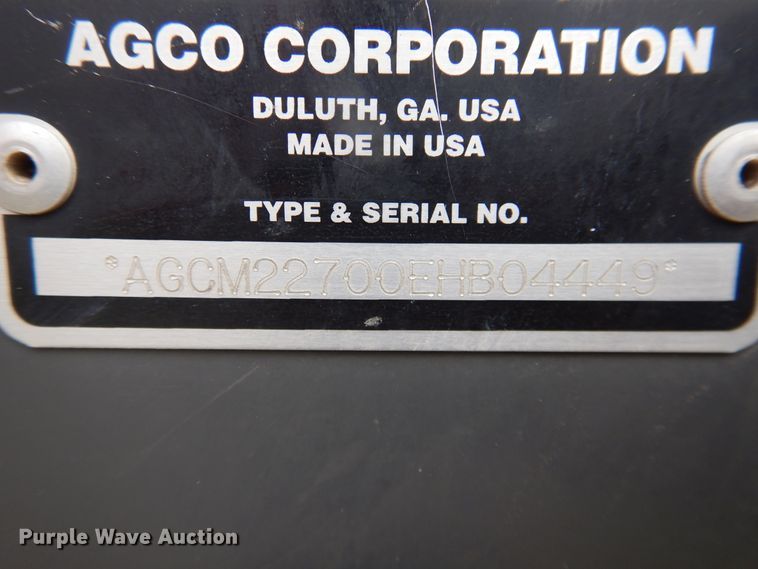 AGCO CORPORATION
DULUTH, GA. USA
MADE IN USA
TYPE & SERIAL NO.
*AGCM22700EHB04449*
Purple Wave Auction